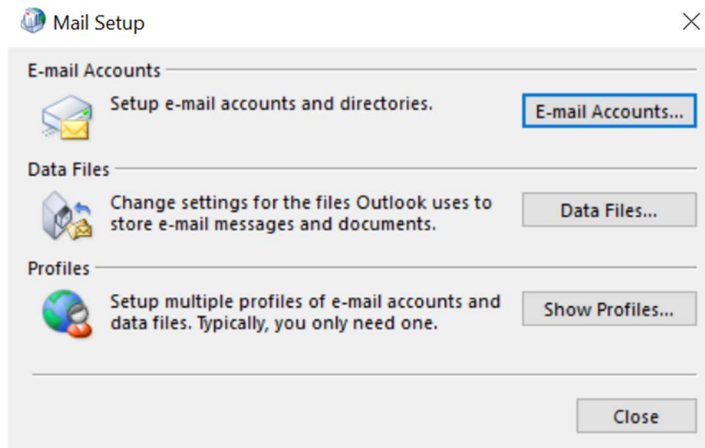 Mail Setup
E-mail Accounts
Setup e-mail accounts and directories.
E-mail Accounts...
Data Files
Change settings for the files Outlook uses to
store e-mail messages and documents.
Data Files...
Profiles
Setup multiple profiles of e-mail accounts and
data files. Typically, you only need one.
Show Profiles...
Close